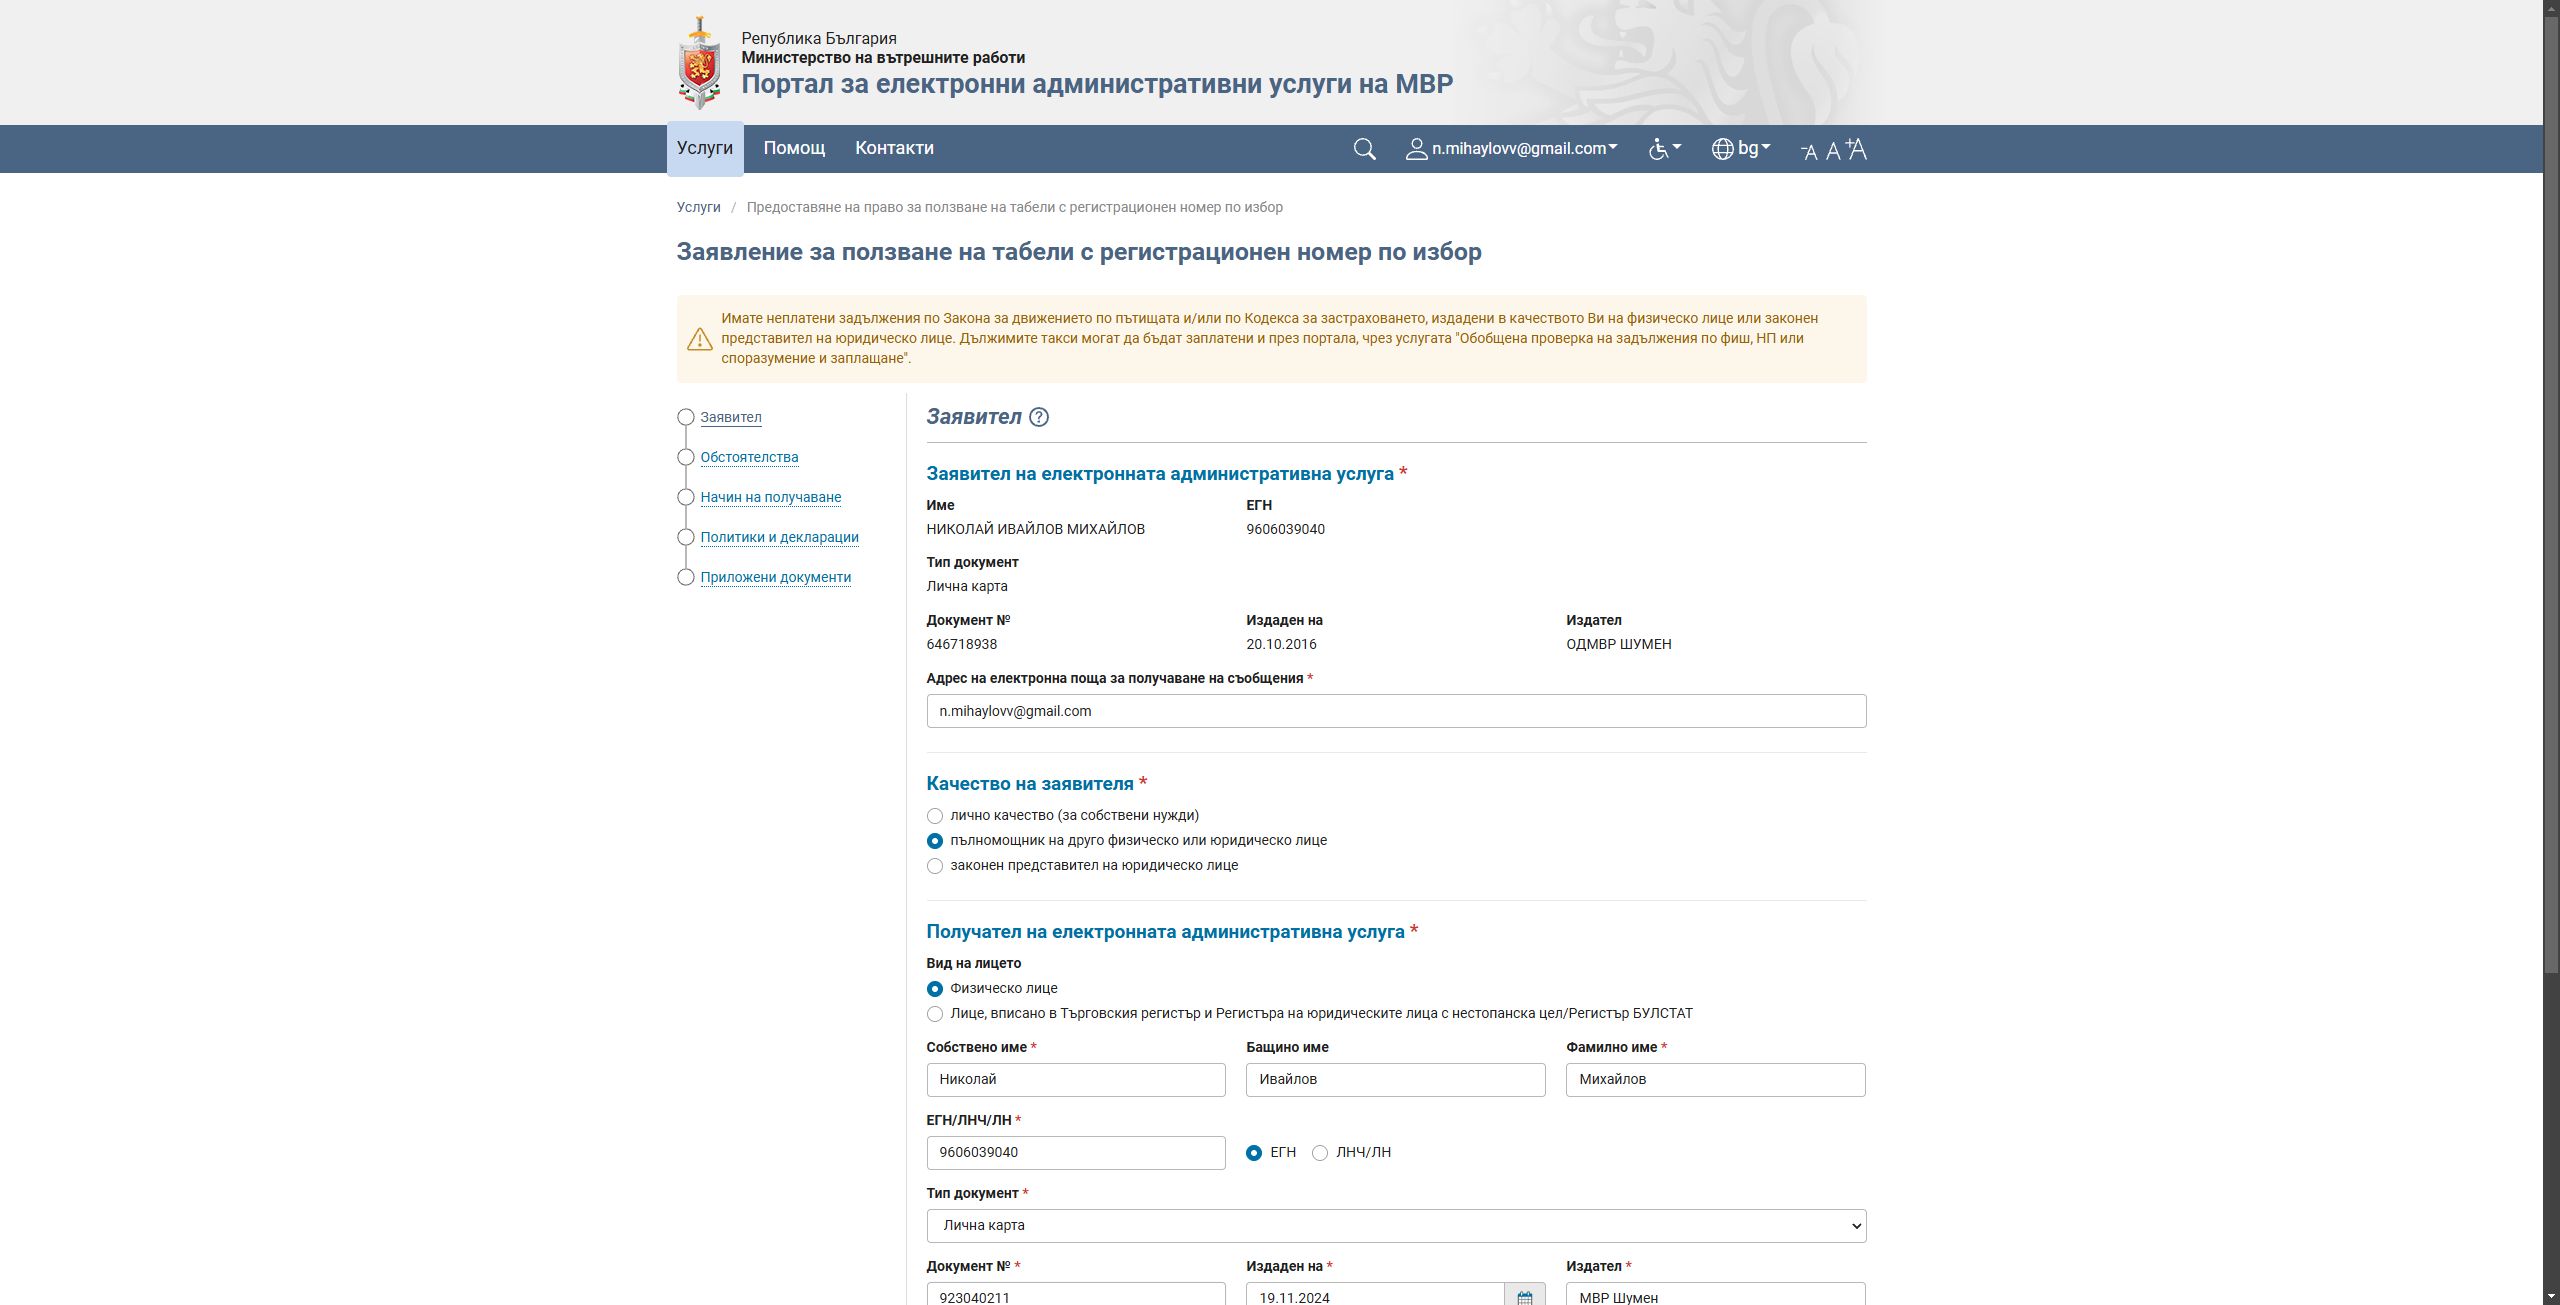 Република България
Министерство на вътрешните работи
Портал за електронни административни услуги на МВР
Услуги Помощ Контакти n.mihaylovv@gmail.com bg -A A +A
Услуги / Предоставяне на право за ползване на табели с регистрационен номер по избор
Заявление за ползване на табели с регистрационен номер по избор
Имате неплатени задължения по Закона за движението по пътищата и/или по Кодекса за застраховането, издадени в качеството Ви на физическо лице или законен
представител на юридическо лице. Дължимите такси могат да бъдат заплатени и през портала, чрез услугата "Обобщена проверка на задължения по фиш, НП или
споразумение и заплащане".
Заявител
Обстоятелства
Начин на получаване
Политики и декларации
Приложени документи
Заявител ?
Заявител на електронната административна услуга *
Име ЕГН
НИКОЛАЙ ИВАЙЛОВ МИХАЙЛОВ 9606039040
Тип документ
Лична карта
Документ № Издаден на Издател
646718938 20.10.2016 ОДМВР ШУМЕН
Адрес на електронна поща за получаване на съобщения *
n.mihaylovv@gmail.com
Качество на заявителя *
лично качество (за собствени нужди)
пълномощник на друго физическо или юридическо лице
законен представител на юридическо лице
Получател на електронната административна услуга *
Вид на лицето
Физическо лице
Лице, вписано в Търговския регистър и Регистъра на юридическите лица с нестопанска цел/Регистър БУЛСТАТ
Собствено име * Бащино име Фамилно име *
Николай Ивайлов Михайлов
ЕГН/ЛНЧ/ЛН *
9606039040 ЕГН ЛНЧ/ЛН
Тип документ *
Лична карта
Документ № * Издаден на * Издател *
923040211 19.11.2024 МВР Шумен